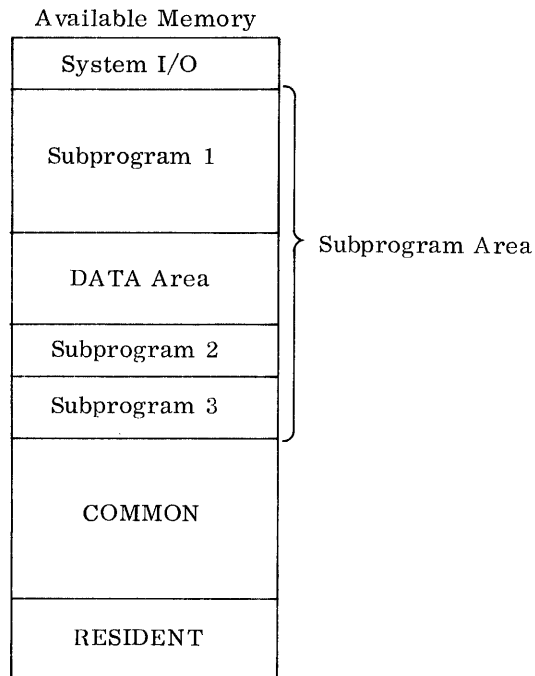 Available Memory
System I/O
Subprogram 1
Subprogram Area
DATA Area
Subprogram 2
Subprogram 3
COMMON
RESIDENT